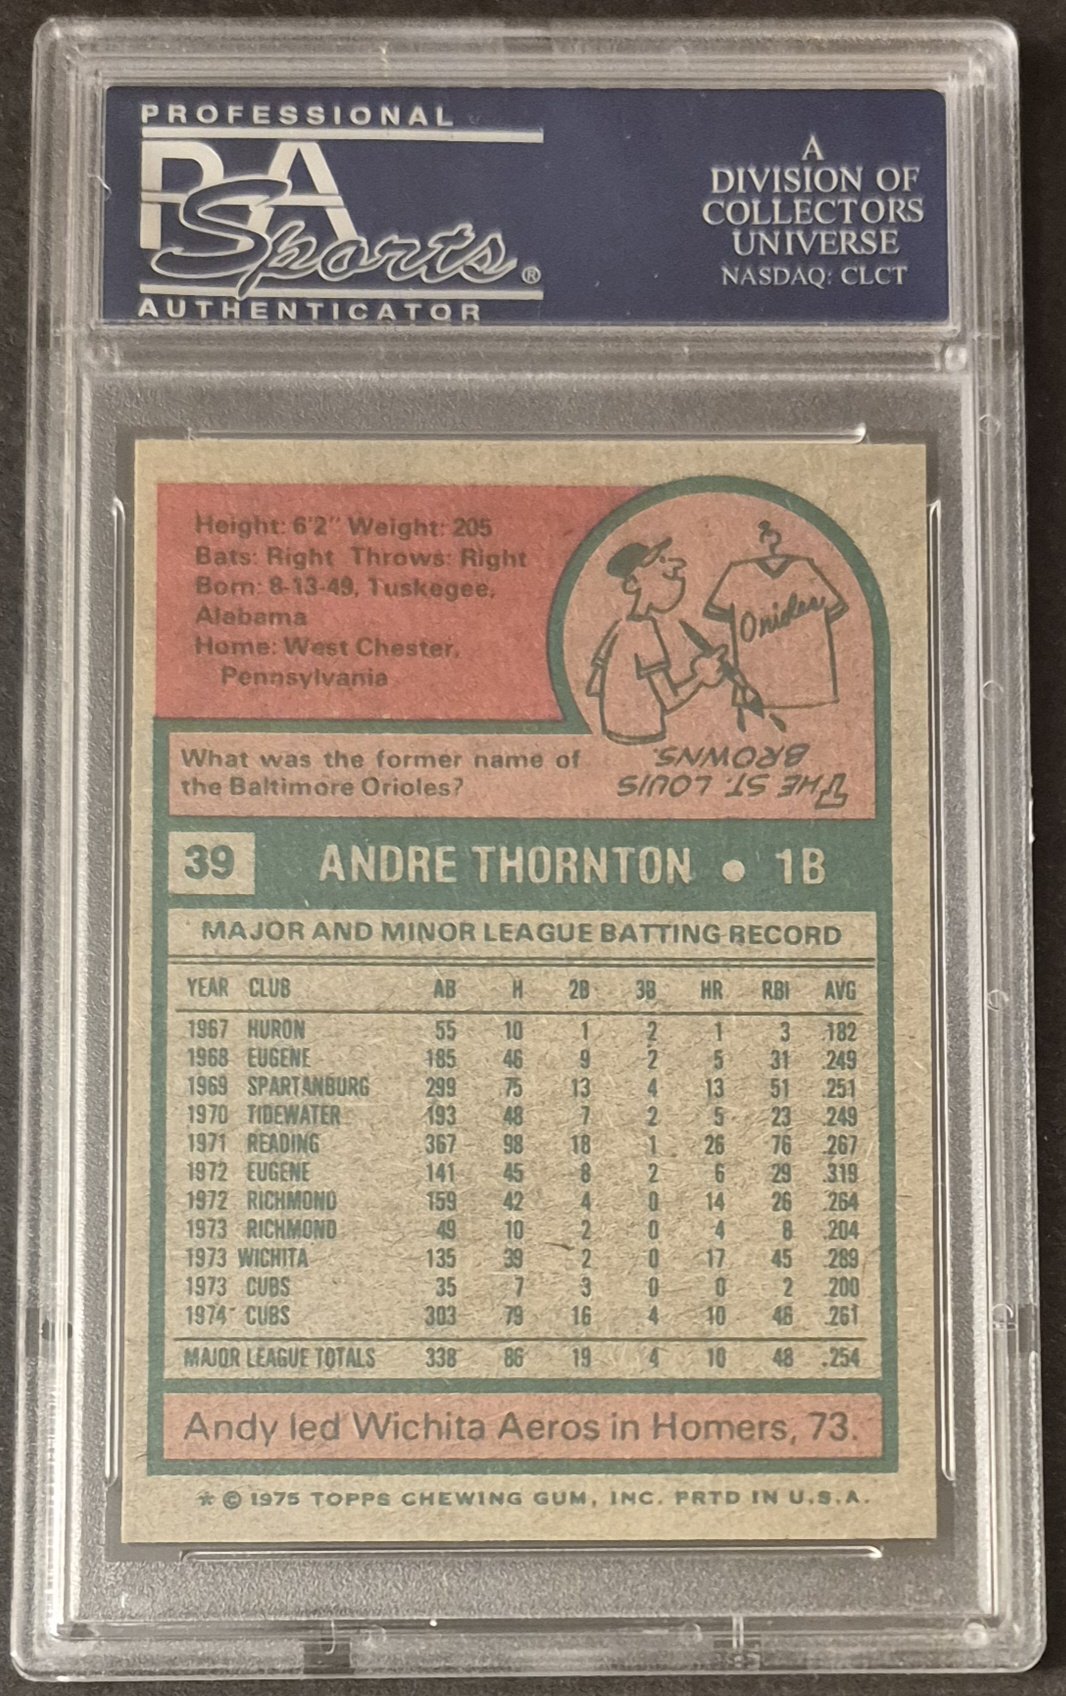 PROFESSIONAL
PSA
Sports®
AUTHENTICATOR
A
DIVISION OF
COLLECTORS
UNIVERSE
NASDAQ: CLCT
Height: 6'2" Weight: 205
Bats: Right Throws: Right
Born: 8-13-49, Tuskegee,
Alabama
Home: West Chester,
Pennsylvania
Orioles
What was the former name of
the Baltimore Orioles?
THE ST. LOUIS
BROWNS.
39 ANDRE THORNTON • 1B
MAJOR AND MINOR LEAGUE BATTING RECORD
YEAR CLUB AB H 2B 3B HR RBI AVG
1967 HURON 55 10 1 2 1 3 .182
1968 EUGENE 185 46 9 2 5 31 .249
1969 SPARTANBURG 299 75 13 4 13 51 .251
1970 TIDEWATER 193 48 7 2 5 23 .249
1971 READING 367 98 18 1 26 76 .267
1972 EUGENE 141 45 8 2 6 29 .319
1972 RICHMOND 159 42 4 0 14 26 .264
1973 RICHMOND 49 10 2 0 4 8 .204
1973 WICHITA 135 39 2 0 17 45 .289
1973 CUBS 35 7 3 0 0 2 .200
1974 CUBS 303 79 16 4 10 46 .261
MAJOR LEAGUE TOTALS 338 86 19 4 10 48 .254
Andy led Wichita Aeros in Homers, 73.
* © 1975 TOPPS CHEWING GUM, INC. PRTD IN U.S.A.